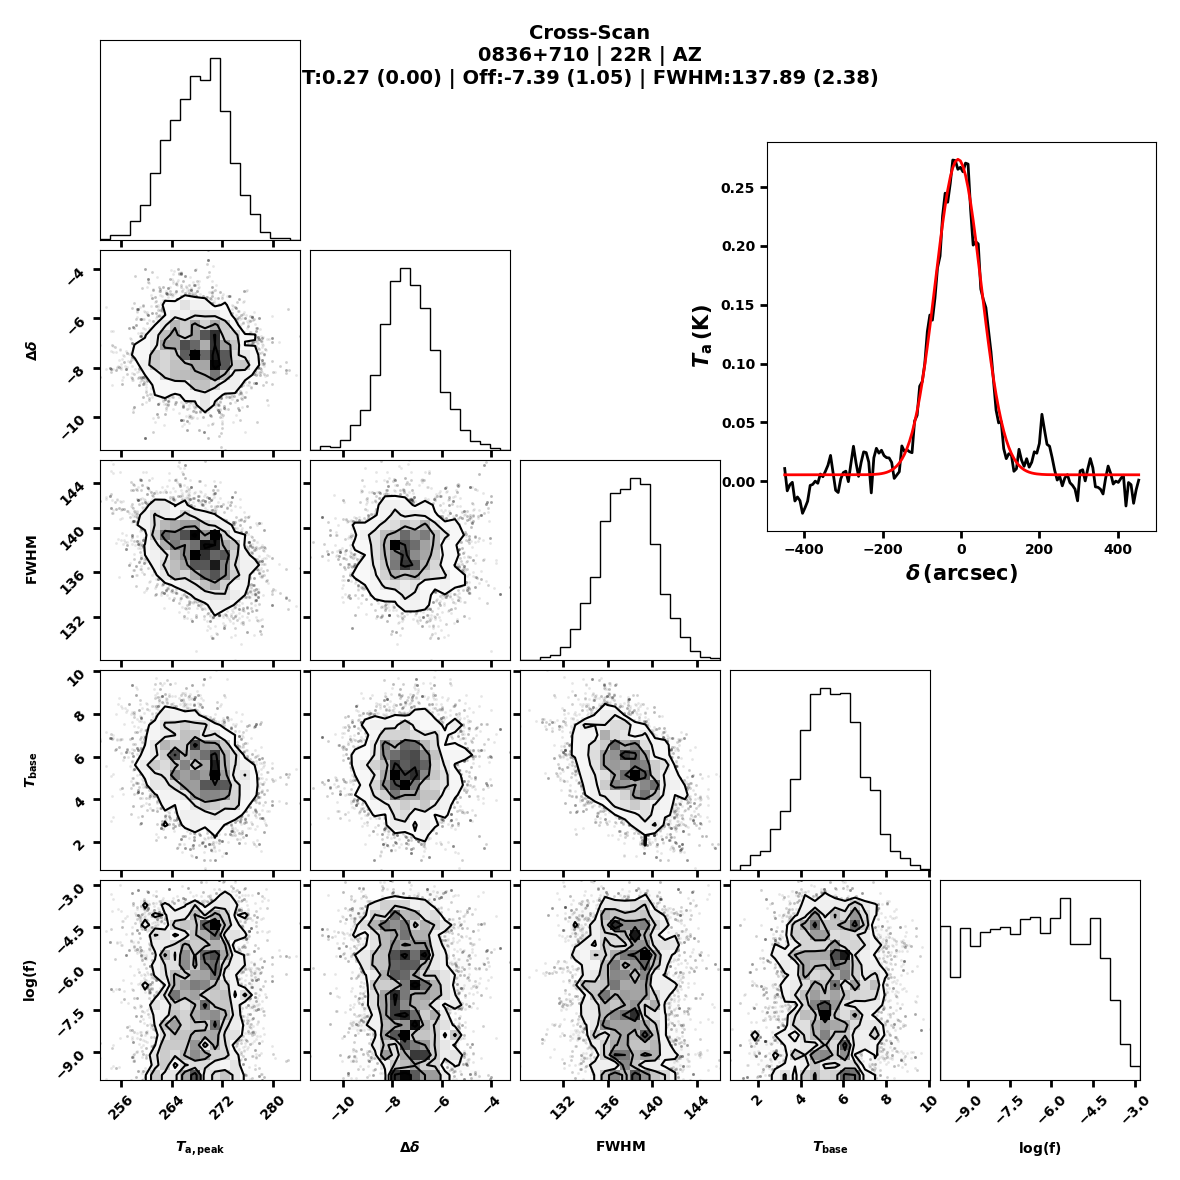 Cross-Scan
0836+710 | 22R | AZ
T:0.27 (0.00) | Off:-7.39 (1.05) | FWHM:137.89 (2.38)
0.25
0.20
0.15
0.10
0.05
0.00
T_a (K)
−400 −200 0 200 400
δ (arcsec)
−4
−6
−8
−10
Δδ
144
140
136
132
FWHM
10
8
6
4
2
T_base
−3.0
−4.5
−6.0
−7.5
−9.0
log(f)
256 264 272 280
−10 −8 −6 −4
132 136 140 144
2 4 6 8 10
−9.0 −7.5 −6.0 −4.5 −3.0
T_a,peak Δδ FWHM T_base log(f)